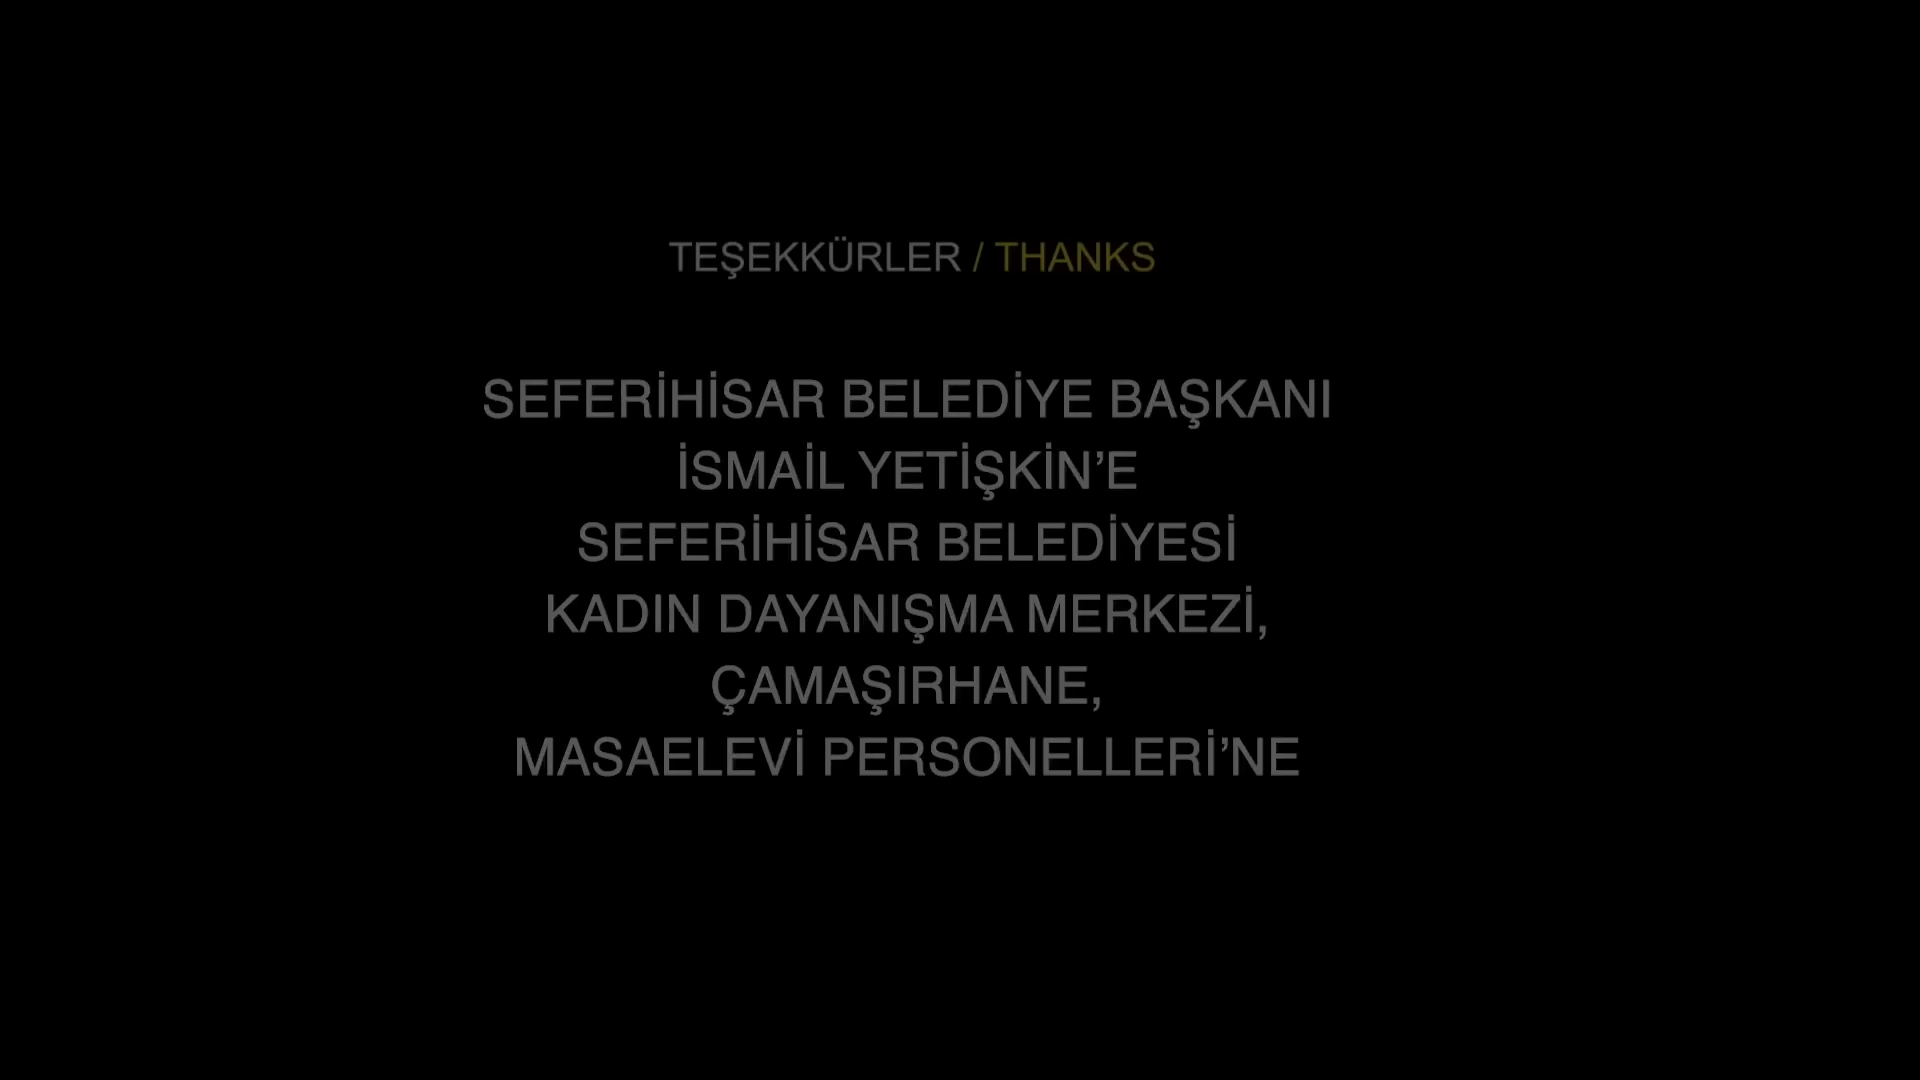 TEŞEKKÜRLER / THANKS
SEFERİHİSAR BELEDİYE BAŞKANI
İSMAİL YETİŞKİN’E
SEFERİHİSAR BELEDİYESİ
KADIN DAYANIŞMA MERKEZİ,
ÇAMAŞIRHANE,
MASAELEVİ PERSONELLERİ’NE